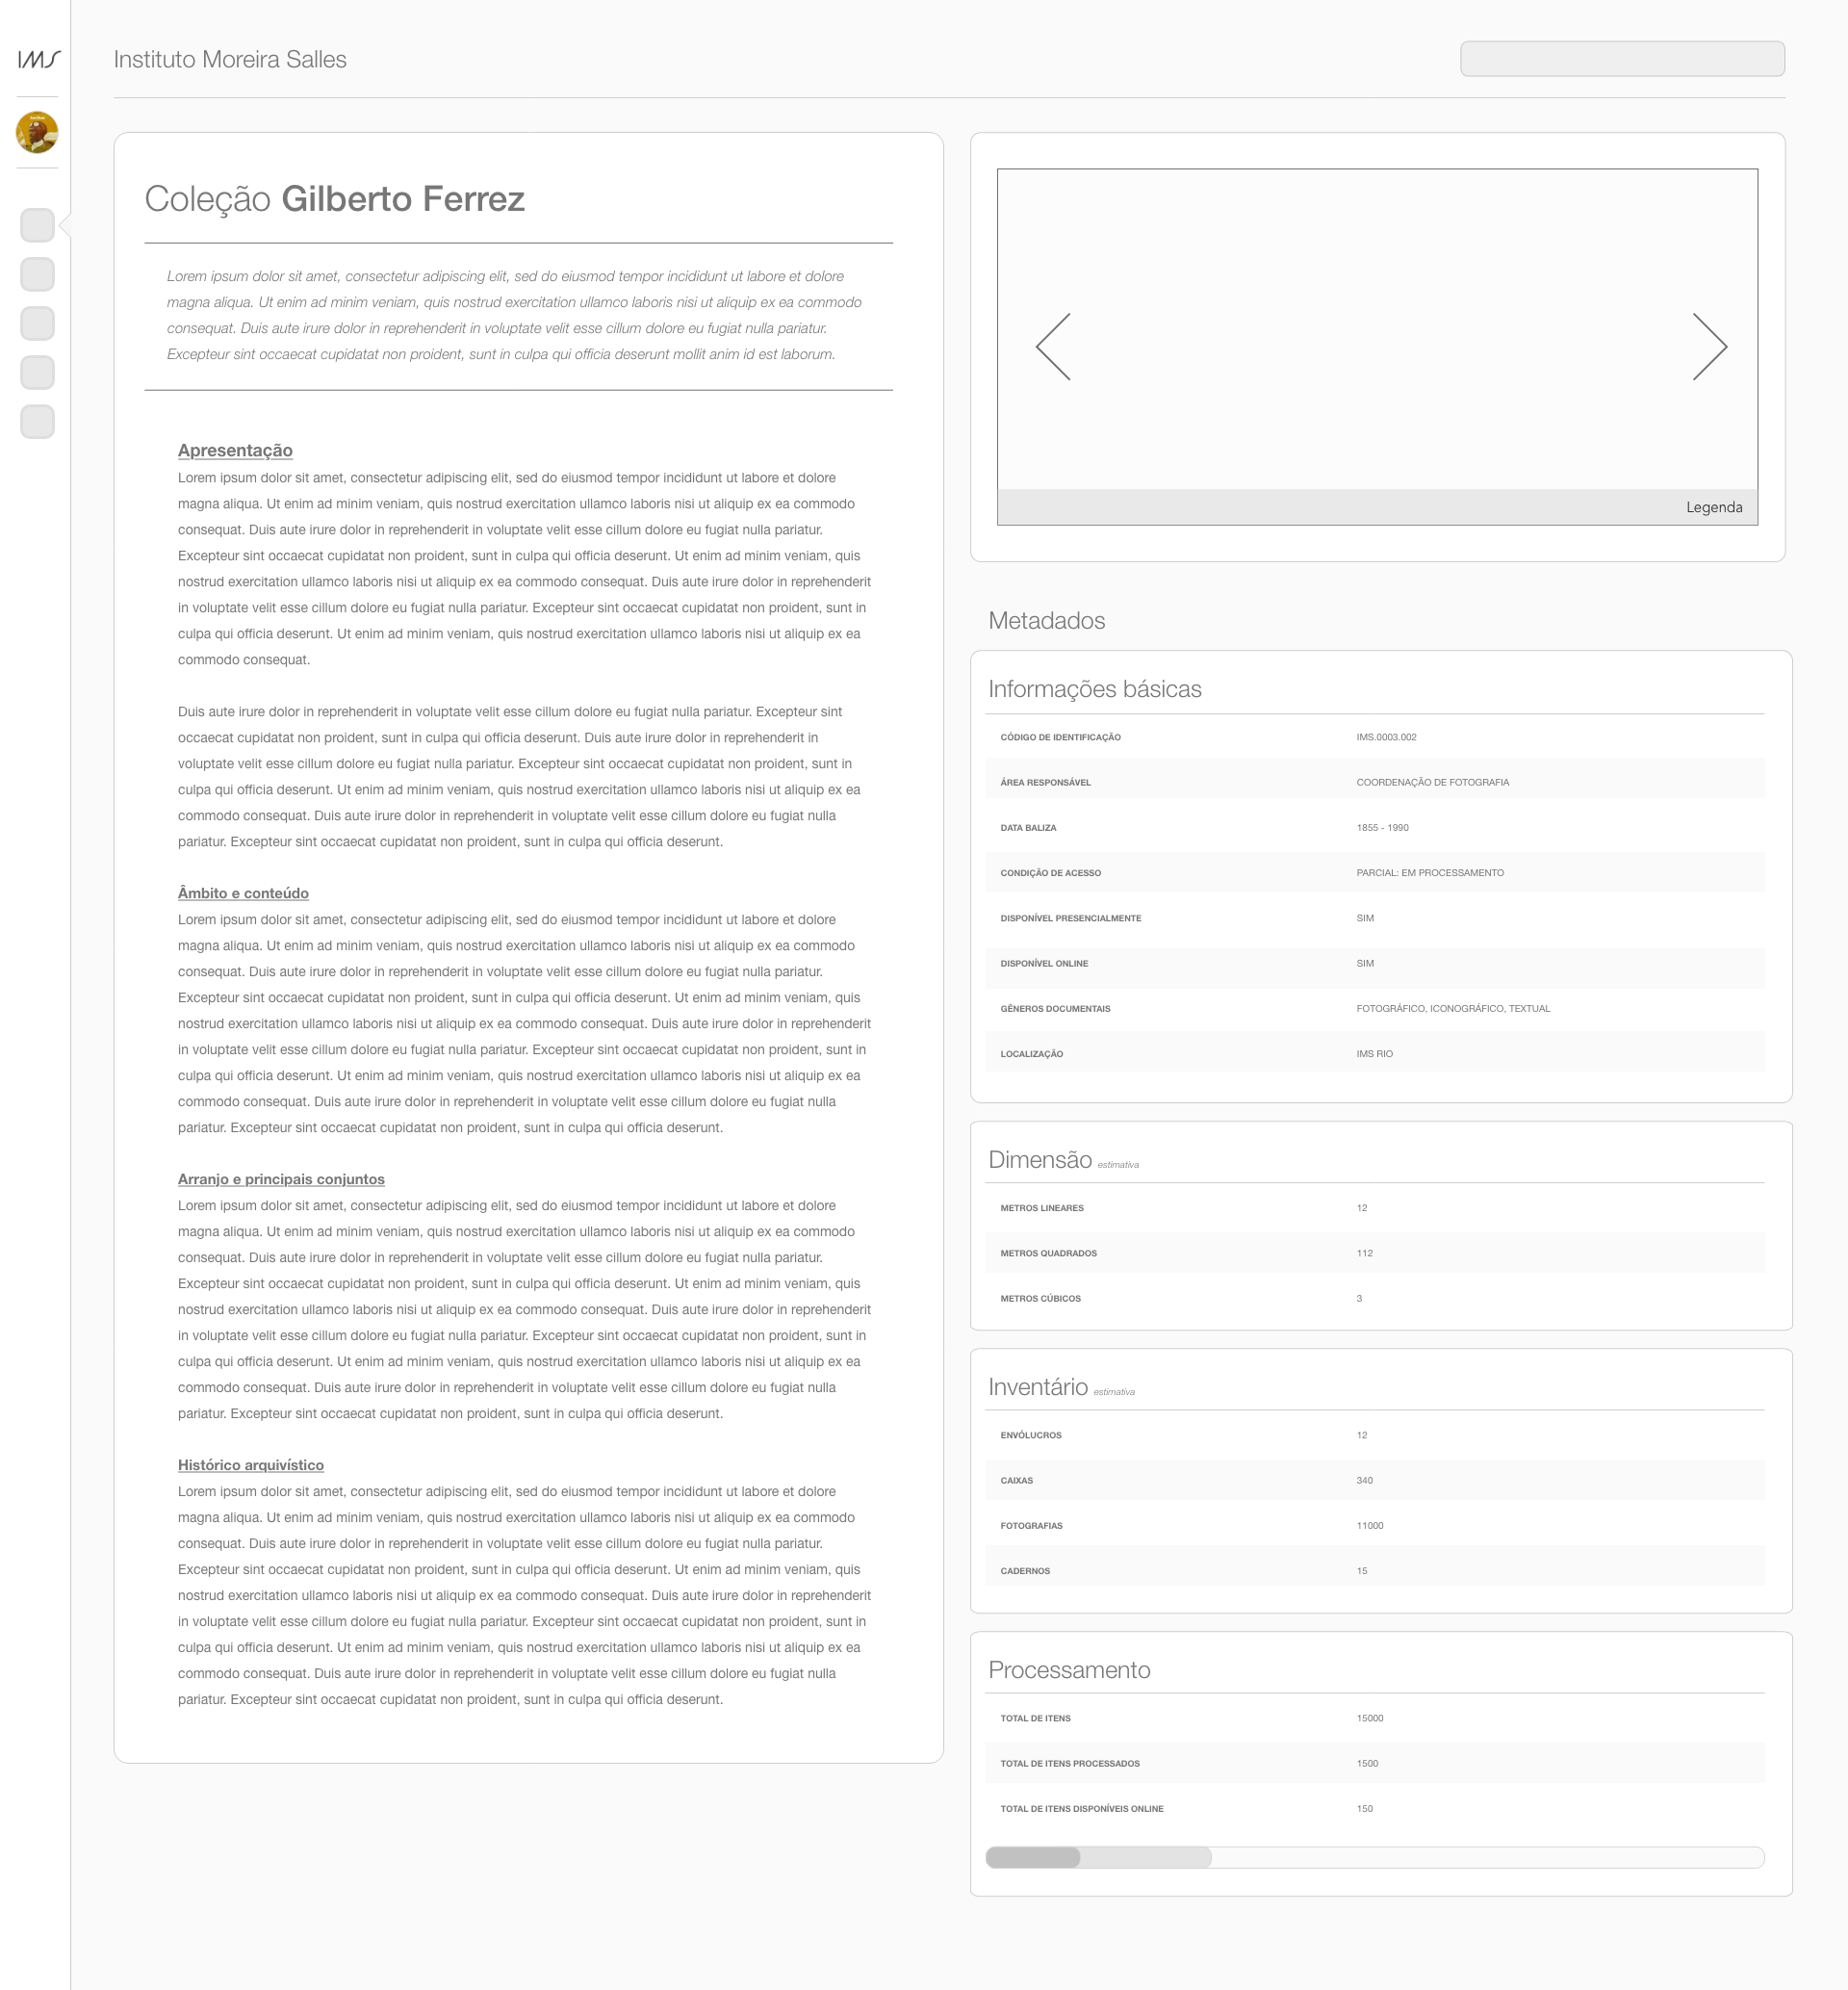 IMS
Instituto Moreira Salles
Coleção Gilberto Ferrez
Lorem ipsum dolor sit amet, consectetur adipiscing elit, sed do eiusmod tempor incididunt ut labore et dolore
magna aliqua. Ut enim ad minim veniam, quis nostrud exercitation ullamco laboris nisi ut aliquip ex ea commodo
consequat. Duis aute irure dolor in reprehenderit in voluptate velit esse cillum dolore eu fugiat nulla pariatur.
Excepteur sint occaecat cupidatat non proident, sunt in culpa qui officia deserunt mollit anim id est laborum.
Apresentação
Lorem ipsum dolor sit amet, consectetur adipiscing elit, sed do eiusmod tempor incididunt ut labore et dolore
magna aliqua. Ut enim ad minim veniam, quis nostrud exercitation ullamco laboris nisi ut aliquip ex ea commodo
consequat. Duis aute irure dolor in reprehenderit in voluptate velit esse cillum dolore eu fugiat nulla pariatur.
Excepteur sint occaecat cupidatat non proident, sunt in culpa qui officia deserunt. Ut enim ad minim veniam, quis
nostrud exercitation ullamco laboris nisi ut aliquip ex ea commodo consequat. Duis aute irure dolor in reprehenderit
in voluptate velit esse cillum dolore eu fugiat nulla pariatur. Excepteur sint occaecat cupidatat non proident, sunt in
culpa qui officia deserunt. Ut enim ad minim veniam, quis nostrud exercitation ullamco laboris nisi ut aliquip ex ea
commodo consequat.
Duis aute irure dolor in reprehenderit in voluptate velit esse cillum dolore eu fugiat nulla pariatur. Excepteur sint
occaecat cupidatat non proident, sunt in culpa qui officia deserunt. Duis aute irure dolor in reprehenderit in
voluptate velit esse cillum dolore eu fugiat nulla pariatur. Excepteur sint occaecat cupidatat non proident, sunt in
culpa qui officia deserunt. Ut enim ad minim veniam, quis nostrud exercitation ullamco laboris nisi ut aliquip ex ea
commodo consequat. Duis aute irure dolor in reprehenderit in voluptate velit esse cillum dolore eu fugiat nulla
pariatur. Excepteur sint occaecat cupidatat non proident, sunt in culpa qui officia deserunt.
Âmbito e conteúdo
Lorem ipsum dolor sit amet, consectetur adipiscing elit, sed do eiusmod tempor incididunt ut labore et dolore
magna aliqua. Ut enim ad minim veniam, quis nostrud exercitation ullamco laboris nisi ut aliquip ex ea commodo
consequat. Duis aute irure dolor in reprehenderit in voluptate velit esse cillum dolore eu fugiat nulla pariatur.
Excepteur sint occaecat cupidatat non proident, sunt in culpa qui officia deserunt. Ut enim ad minim veniam, quis
nostrud exercitation ullamco laboris nisi ut aliquip ex ea commodo consequat. Duis aute irure dolor in reprehenderit
in voluptate velit esse cillum dolore eu fugiat nulla pariatur. Excepteur sint occaecat cupidatat non proident, sunt in
culpa qui officia deserunt. Ut enim ad minim veniam, quis nostrud exercitation ullamco laboris nisi ut aliquip ex ea
commodo consequat. Duis aute irure dolor in reprehenderit in voluptate velit esse cillum dolore eu fugiat nulla
pariatur. Excepteur sint occaecat cupidatat non proident, sunt in culpa qui officia deserunt.
Arranjo e principais conjuntos
Lorem ipsum dolor sit amet, consectetur adipiscing elit, sed do eiusmod tempor incididunt ut labore et dolore
magna aliqua. Ut enim ad minim veniam, quis nostrud exercitation ullamco laboris nisi ut aliquip ex ea commodo
consequat. Duis aute irure dolor in reprehenderit in voluptate velit esse cillum dolore eu fugiat nulla pariatur.
Excepteur sint occaecat cupidatat non proident, sunt in culpa qui officia deserunt. Ut enim ad minim veniam, quis
nostrud exercitation ullamco laboris nisi ut aliquip ex ea commodo consequat. Duis aute irure dolor in reprehenderit
in voluptate velit esse cillum dolore eu fugiat nulla pariatur. Excepteur sint occaecat cupidatat non proident, sunt in
culpa qui officia deserunt. Ut enim ad minim veniam, quis nostrud exercitation ullamco laboris nisi ut aliquip ex ea
commodo consequat. Duis aute irure dolor in reprehenderit in voluptate velit esse cillum dolore eu fugiat nulla
pariatur. Excepteur sint occaecat cupidatat non proident, sunt in culpa qui officia deserunt.
Histórico arquivístico
Lorem ipsum dolor sit amet, consectetur adipiscing elit, sed do eiusmod tempor incididunt ut labore et dolore
magna aliqua. Ut enim ad minim veniam, quis nostrud exercitation ullamco laboris nisi ut aliquip ex ea commodo
consequat. Duis aute irure dolor in reprehenderit in voluptate velit esse cillum dolore eu fugiat nulla pariatur.
Excepteur sint occaecat cupidatat non proident, sunt in culpa qui officia deserunt. Ut enim ad minim veniam, quis
nostrud exercitation ullamco laboris nisi ut aliquip ex ea commodo consequat. Duis aute irure dolor in reprehenderit
in voluptate velit esse cillum dolore eu fugiat nulla pariatur. Excepteur sint occaecat cupidatat non proident, sunt in
culpa qui officia deserunt. Ut enim ad minim veniam, quis nostrud exercitation ullamco laboris nisi ut aliquip ex ea
commodo consequat. Duis aute irure dolor in reprehenderit in voluptate velit esse cillum dolore eu fugiat nulla
pariatur. Excepteur sint occaecat cupidatat non proident, sunt in culpa qui officia deserunt.
Legenda
Metadados
Informações básicas
CÓDIGO DE IDENTIFICAÇÃO IMS.0003.002
ÁREA RESPONSÁVEL COORDENAÇÃO DE FOTOGRAFIA
DATA BALIZA 1855 - 1990
CONDIÇÃO DE ACESSO PARCIAL: EM PROCESSAMENTO
DISPONÍVEL PRESENCIALMENTE SIM
DISPONÍVEL ONLINE SIM
GÊNEROS DOCUMENTAIS FOTOGRÁFICO, ICONOGRÁFICO, TEXTUAL
LOCALIZAÇÃO IMS RIO
Dimensão estimativa
METROS LINEARES 12
METROS QUADRADOS 112
METROS CÚBICOS 3
Inventário estimativa
ENVÓLUCROS 12
CAIXAS 340
FOTOGRAFIAS 11000
CADERNOS 15
Processamento
TOTAL DE ITENS 15000
TOTAL DE ITENS PROCESSADOS 1500
TOTAL DE ITENS DISPONÍVEIS ONLINE 150